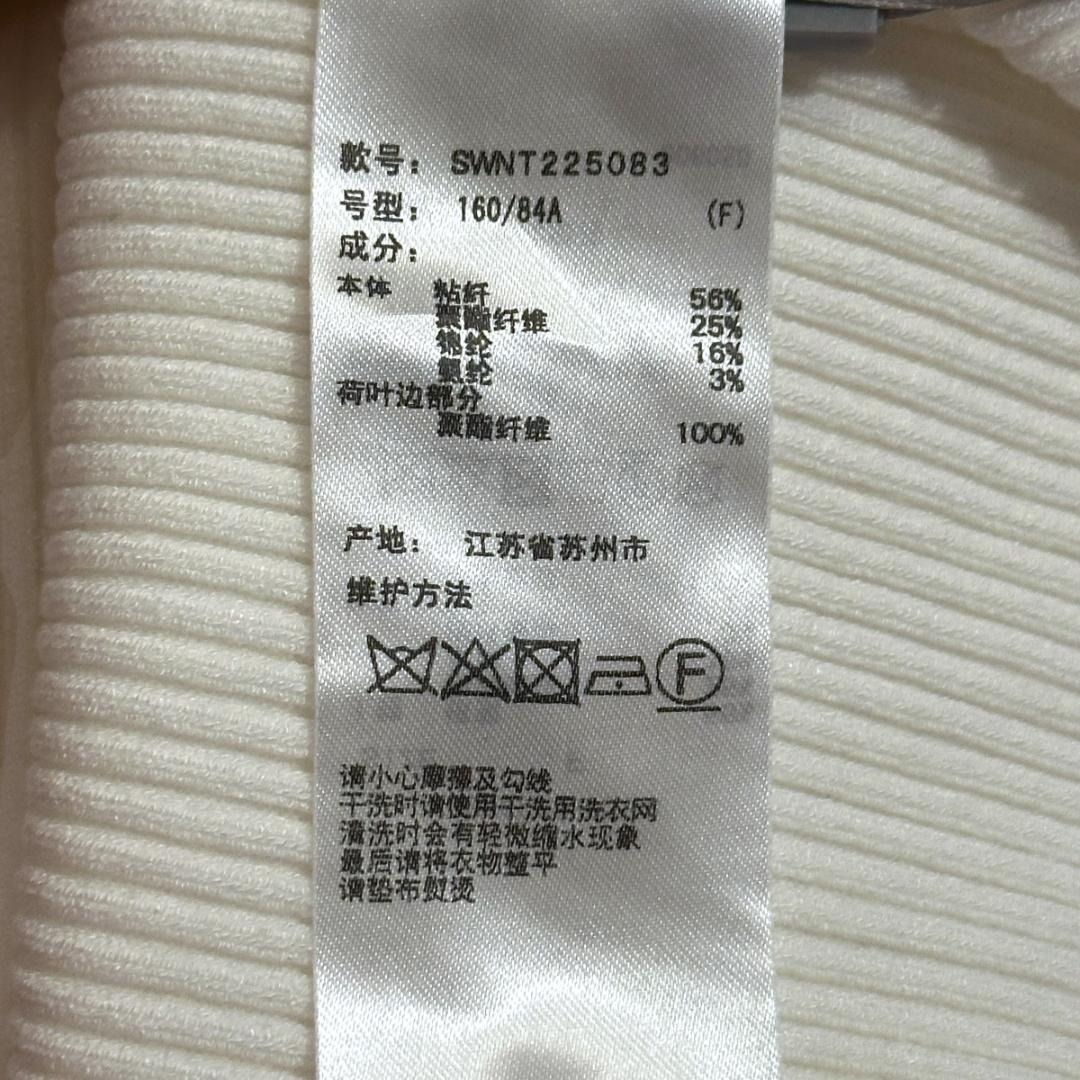 款号： SWNT225083
号型： 160/84A (F)
成分：
本体 粘纤 56%
聚酯纤维 25%
锦纶 16%
氨纶 3%
荷叶边部分
聚酯纤维 100%
产地： 江苏省苏州市
维护方法
F
请小心摩擦及勾线
干洗时请使用干洗用洗衣网
清洗时会有轻微缩水现象
最后请将衣物整平
请垫布熨烫